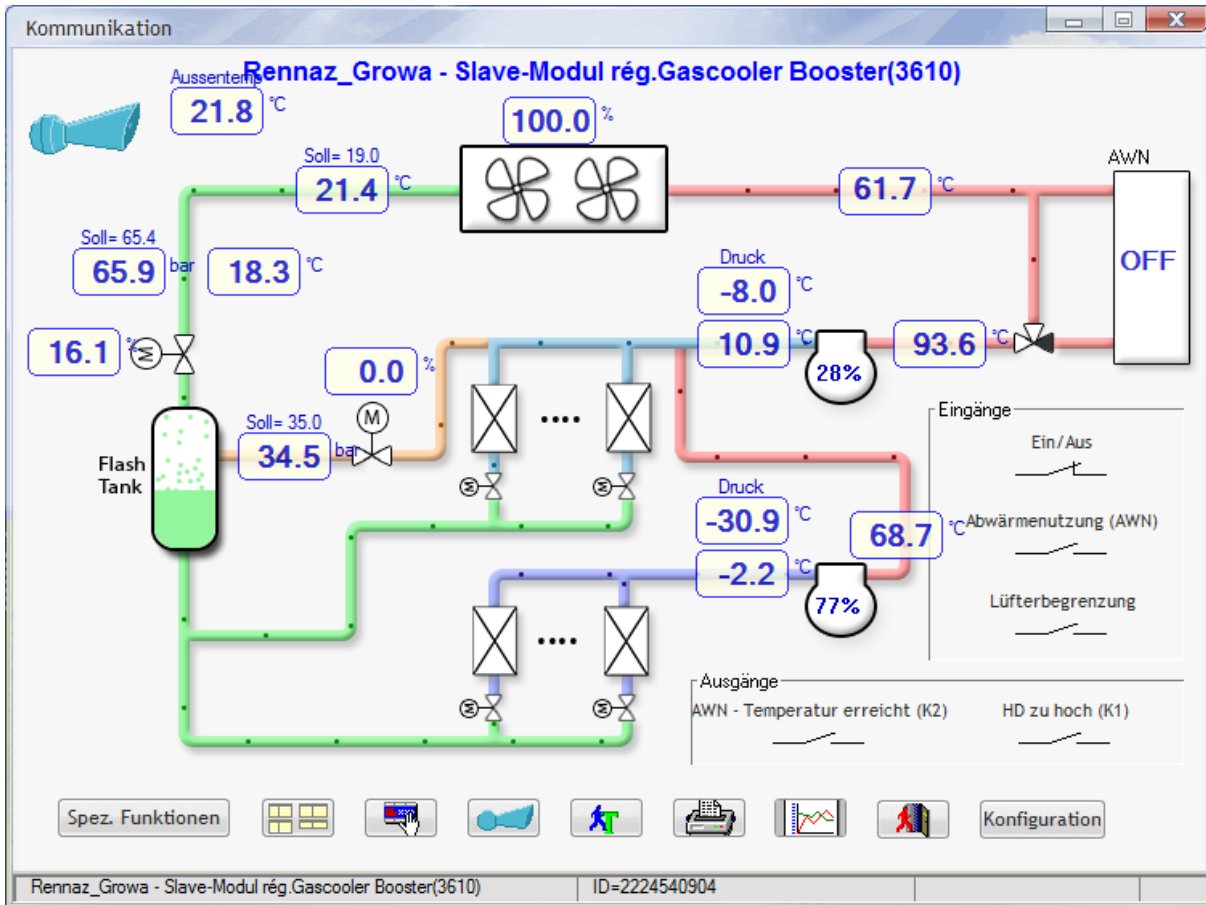 Kommunikation
Rennaz_Growa - Slave-Modul rég.Gascooler Booster(3610)
Aussentemp
21.8 °C
100.0 %
Soll= 19.0
21.4 °C
61.7 °C
AWN
OFF
Soll= 65.4
65.9 bar
18.3 °C
Druck
-8.0 °C
10.9 °C
28%
93.6 °C
16.1 %
M
0.0 %
M
Soll= 35.0
34.5 bar
Flash
Tank
M
M
Druck
-30.9 °C
-2.2 °C
77%
68.7 °C
M
M
Eingänge
Ein/Aus
Abwärmenutzung (AWN)
Lüfterbegrenzung
Ausgänge
AWN - Temperatur erreicht (K2)
HD zu hoch (K1)
Spez. Funktionen
T
Konfiguration
Rennaz_Growa - Slave-Modul rég.Gascooler Booster(3610)
ID=2224540904